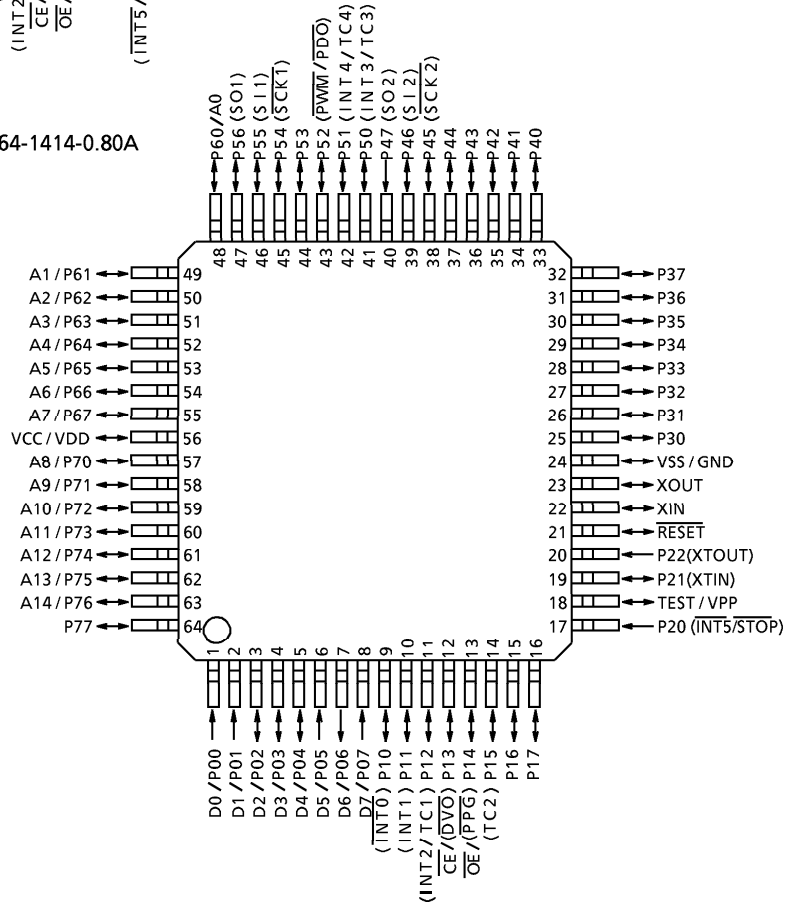 (INT2
CE/
OE/
(INT5/
64-1414-0.80A
P60/A0
P56 (SO1)
P55 (SI1)
P54 (SCK1)
P53
P52 (PWM/PDO)
P51 (INT4/TC4)
P50 (INT3/TC3)
P47 (SO2)
P46 (SI2)
P45 (SCK2)
P44
P43
P42
P41
P40
48 47 46 45 44 43 42 41 40 39 38 37 36 35 34 33
A1/P61 49
A2/P62 50
A3/P63 51
A4/P64 52
A5/P65 53
A6/P66 54
A7/P67 55
VCC/VDD 56
A8/P70 57
A9/P71 58
A10/P72 59
A11/P73 60
A12/P74 61
A13/P75 62
A14/P76 63
P77 64
32 P37
31 P36
30 P35
29 P34
28 P33
27 P32
26 P31
25 P30
24 VSS/GND
23 XOUT
22 XIN
21 RESET
20 P22(XTOUT)
19 P21(XTIN)
18 TEST/VPP
17 P20 (INT5/STOP)
1 2 3 4 5 6 7 8 9 10 11 12 13 14 15 16
D0/P00
D1/P01
D2/P02
D3/P03
D4/P04
D5/P05
D6/P06
D7/P07
(INT0) P10
(INT1) P11
(INT2/TC1) P12
CE/(DVO) P13
OE/(PPG) P14
(TC2) P15
P16
P17